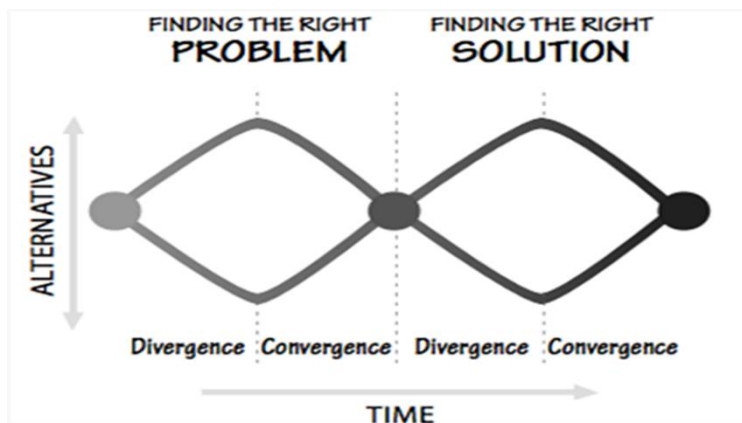 FINDING THE RIGHT
PROBLEM
FINDING THE RIGHT
SOLUTION
ALTERNATIVES
Divergence
Convergence
Divergence
Convergence
TIME